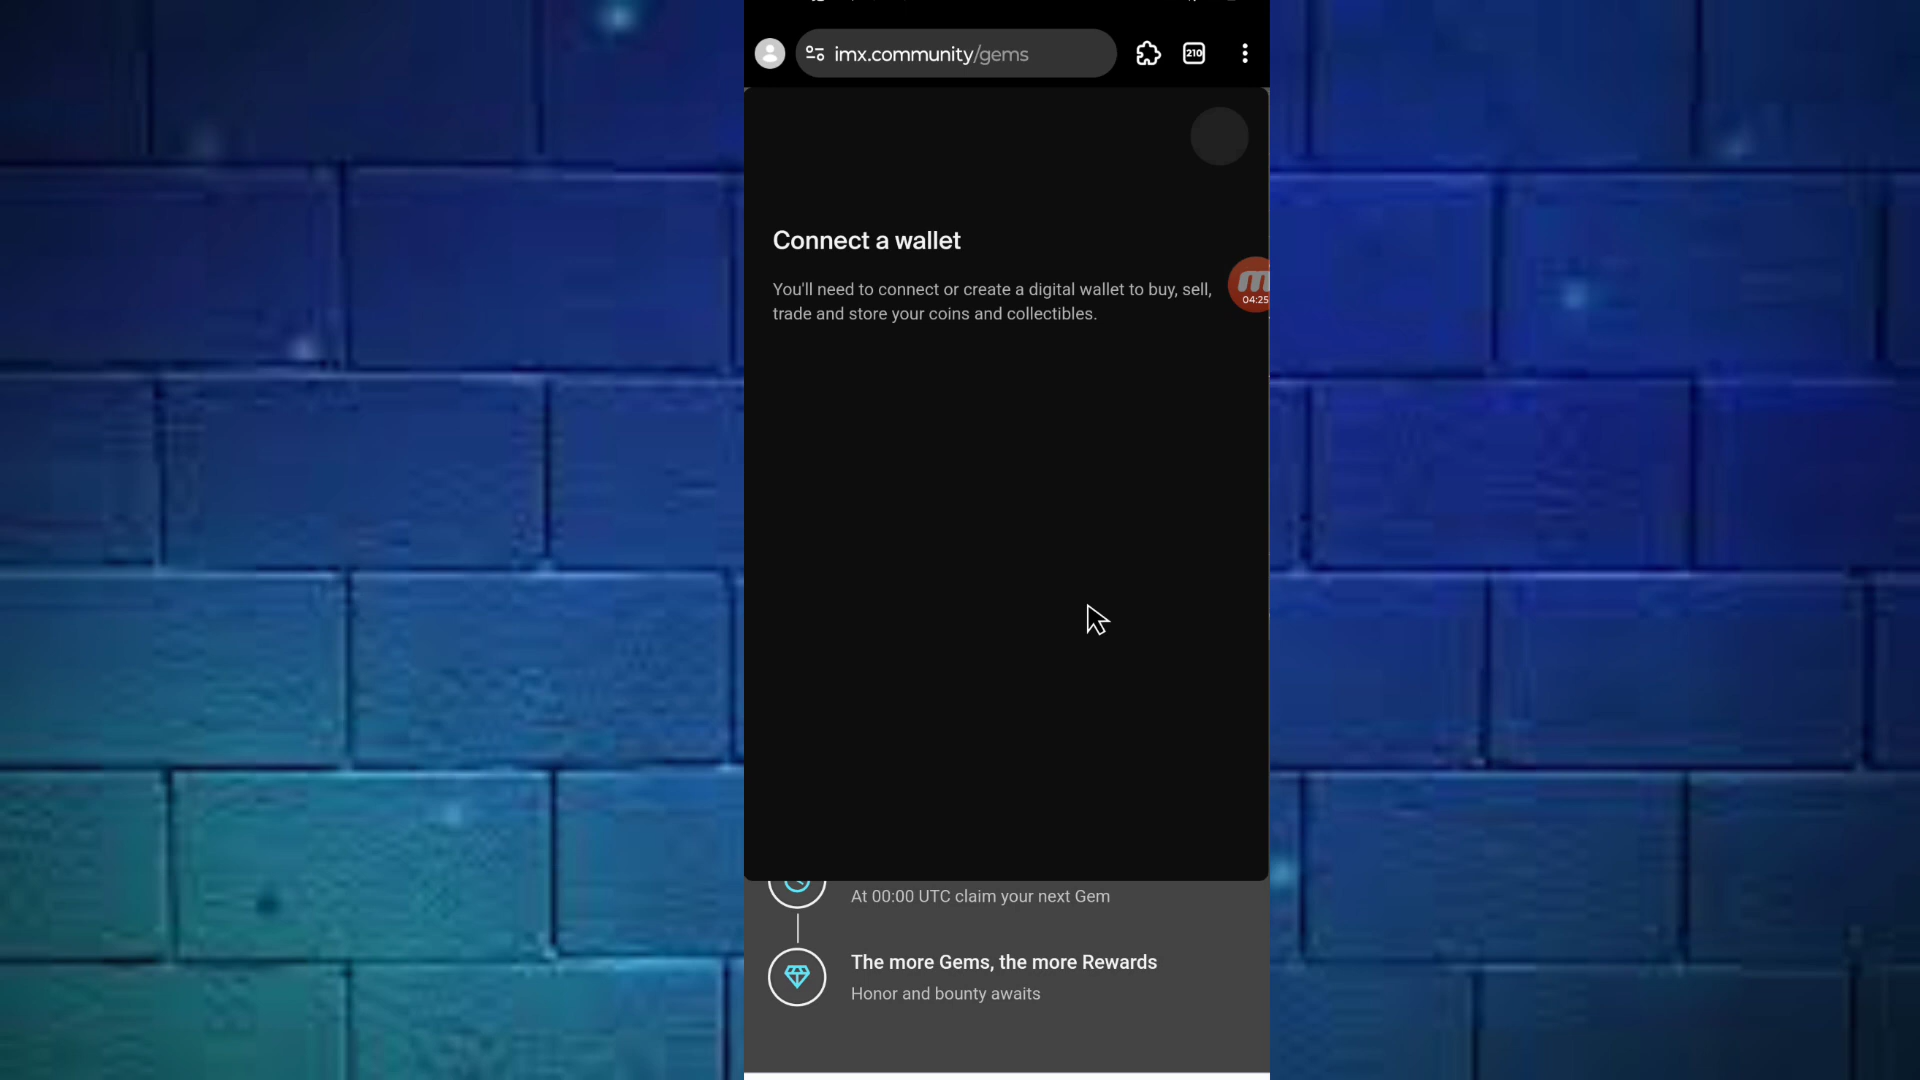 imx.community/gems
210
Connect a wallet
You'll need to connect or create a digital wallet to buy, sell,
trade and store your coins and collectibles.
04:25
At 00:00 UTC claim your next Gem
The more Gems, the more Rewards
Honor and bounty awaits